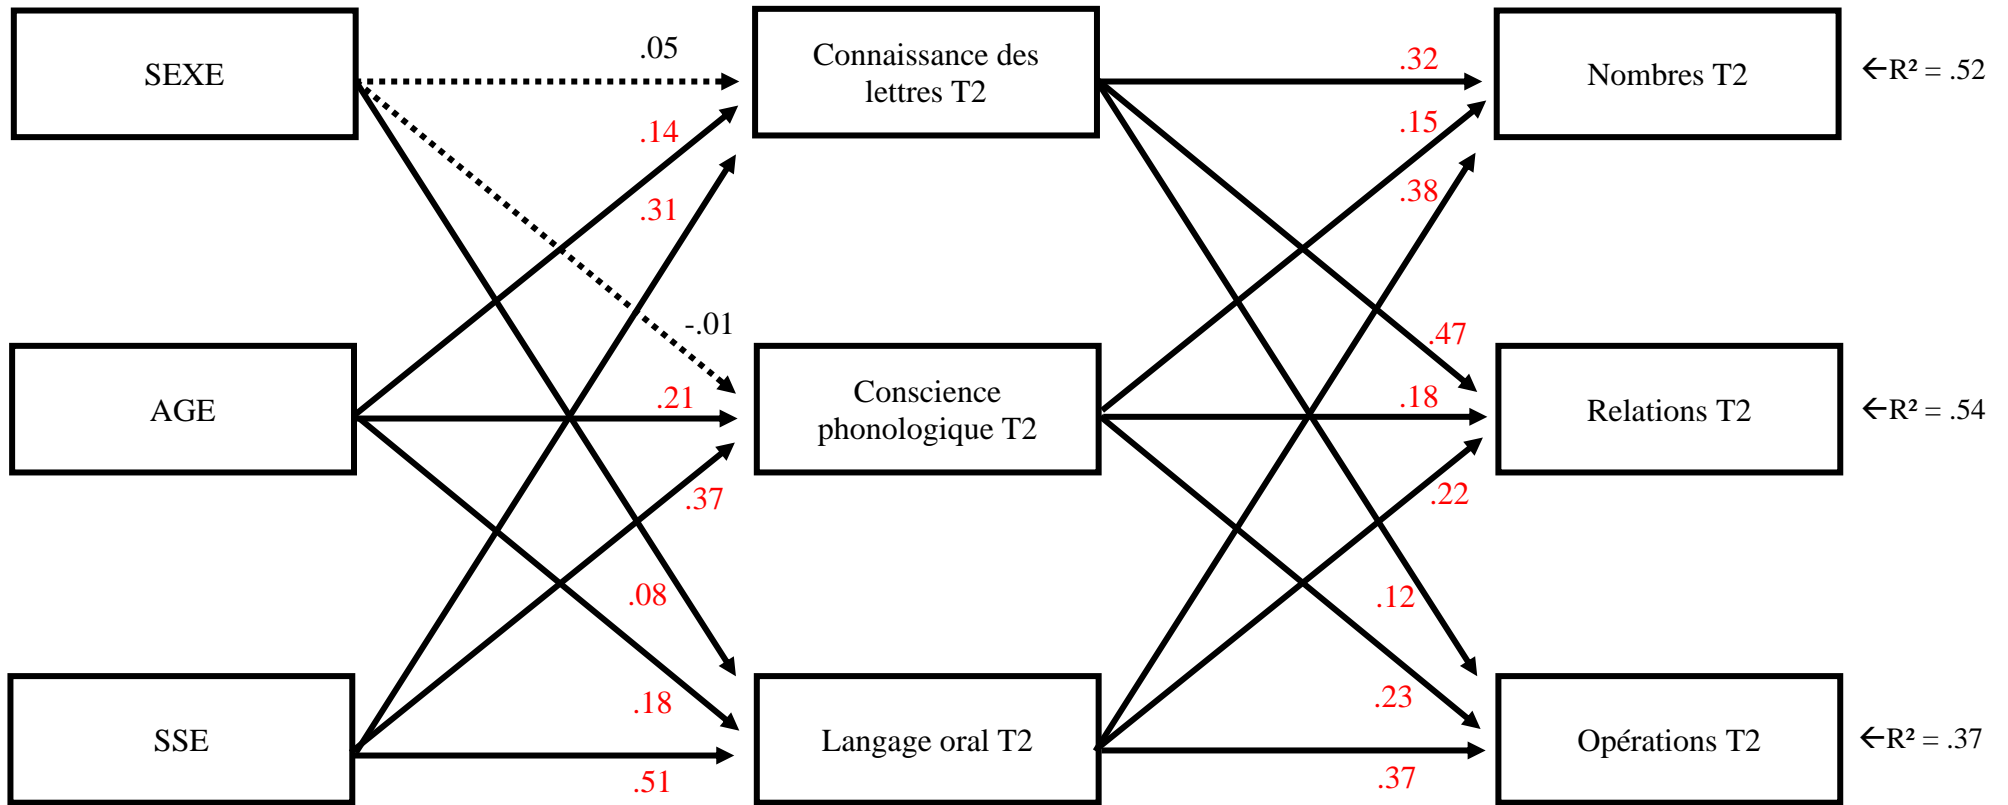 SEXE
.05
Connaissance des
lettres T2
.32
Nombres T2
←R² = .52
.14
.15
.31
.38
-.01
.47
AGE
.21
Conscience
phonologique T2
.18
Relations T2
←R² = .54
.37
.22
.08
.12
.18
.23
SSE
Langage oral T2
Opérations T2
←R² = .37
.51
.37